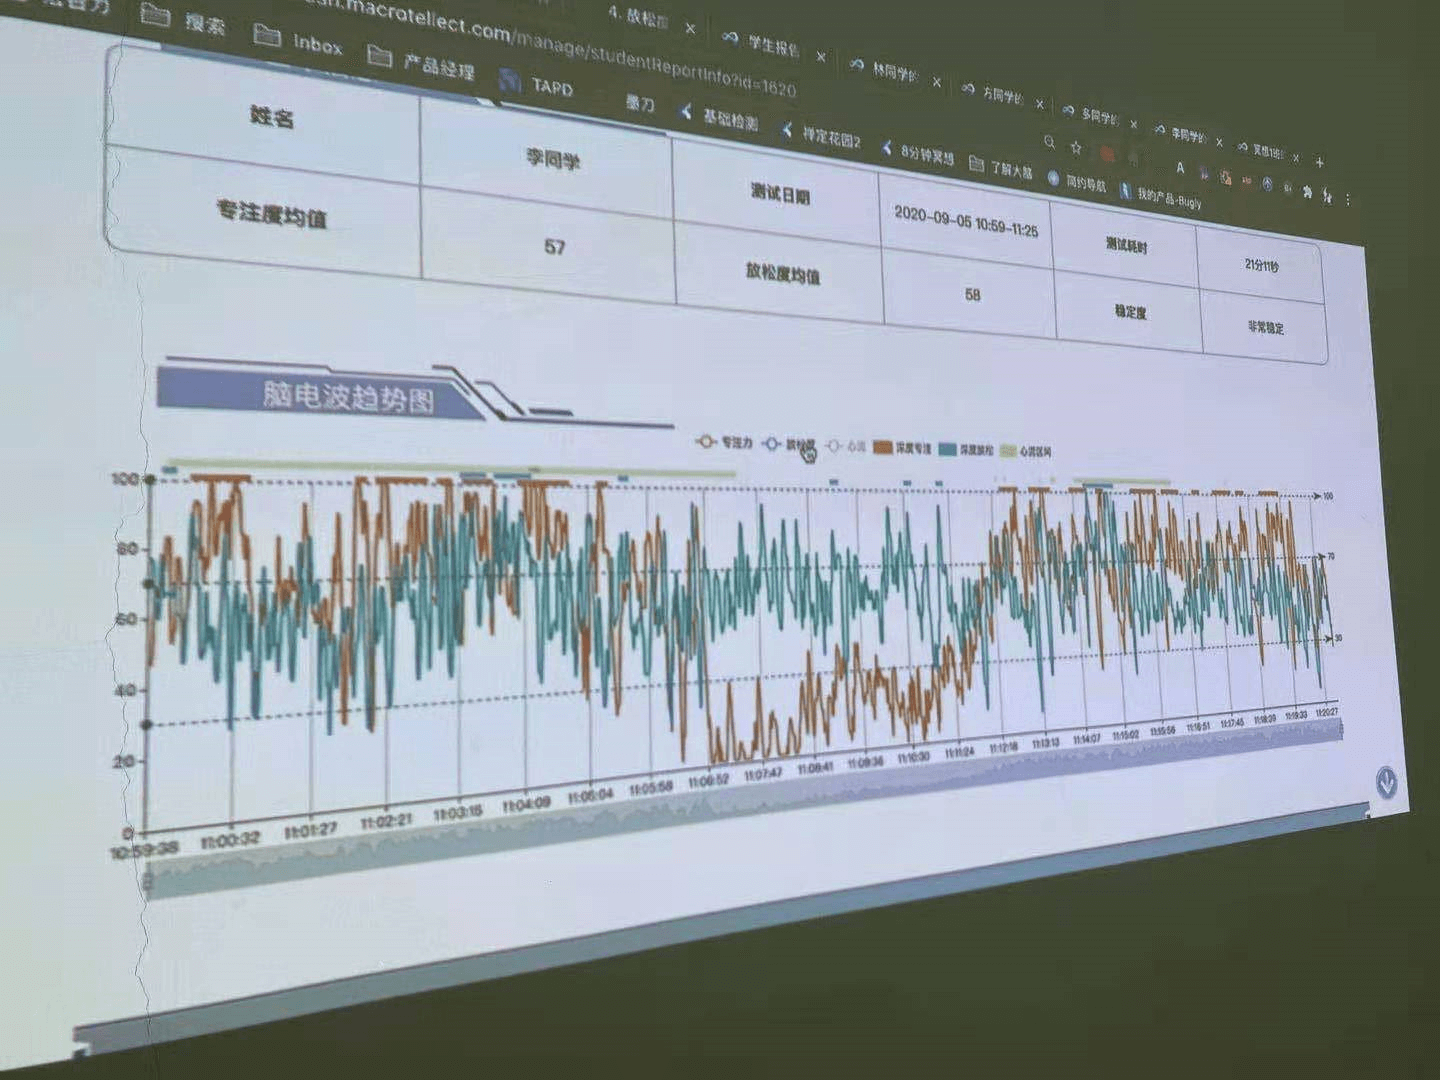 4. 放松度
学生报告
林同学的
方同学的
多同学的
李同学的
冥想1班
macrotellect.com/manage/studentReportInfo?id=1620
搜索
Inbox
产品经理
TAPD
墨刀
基础检测
禅定花园2
8分钟冥想
了解大脑
简约导航
我的产品-Bugly
姓名
李同学
测试日期
2020-09-05 10:59-11:25
测试耗时
21分11秒
专注度均值
57
放松度均值
58
稳定度
非常稳定
脑电波趋势图
专注力 放松度 心流 深度专注 深度放松 心流区间
100
80
60
40
20
0
100
70
30
10:59:38 11:00:32 11:01:27 11:02:21 11:03:15 11:04:09 11:05:04 11:05:58 11:06:52 11:07:47 11:08:41 11:09:36 11:10:30 11:11:24 11:12:18 11:13:13 11:14:07 11:15:02 11:15:56 11:16:51 11:17:45 11:18:39 11:19:33 11:20:27